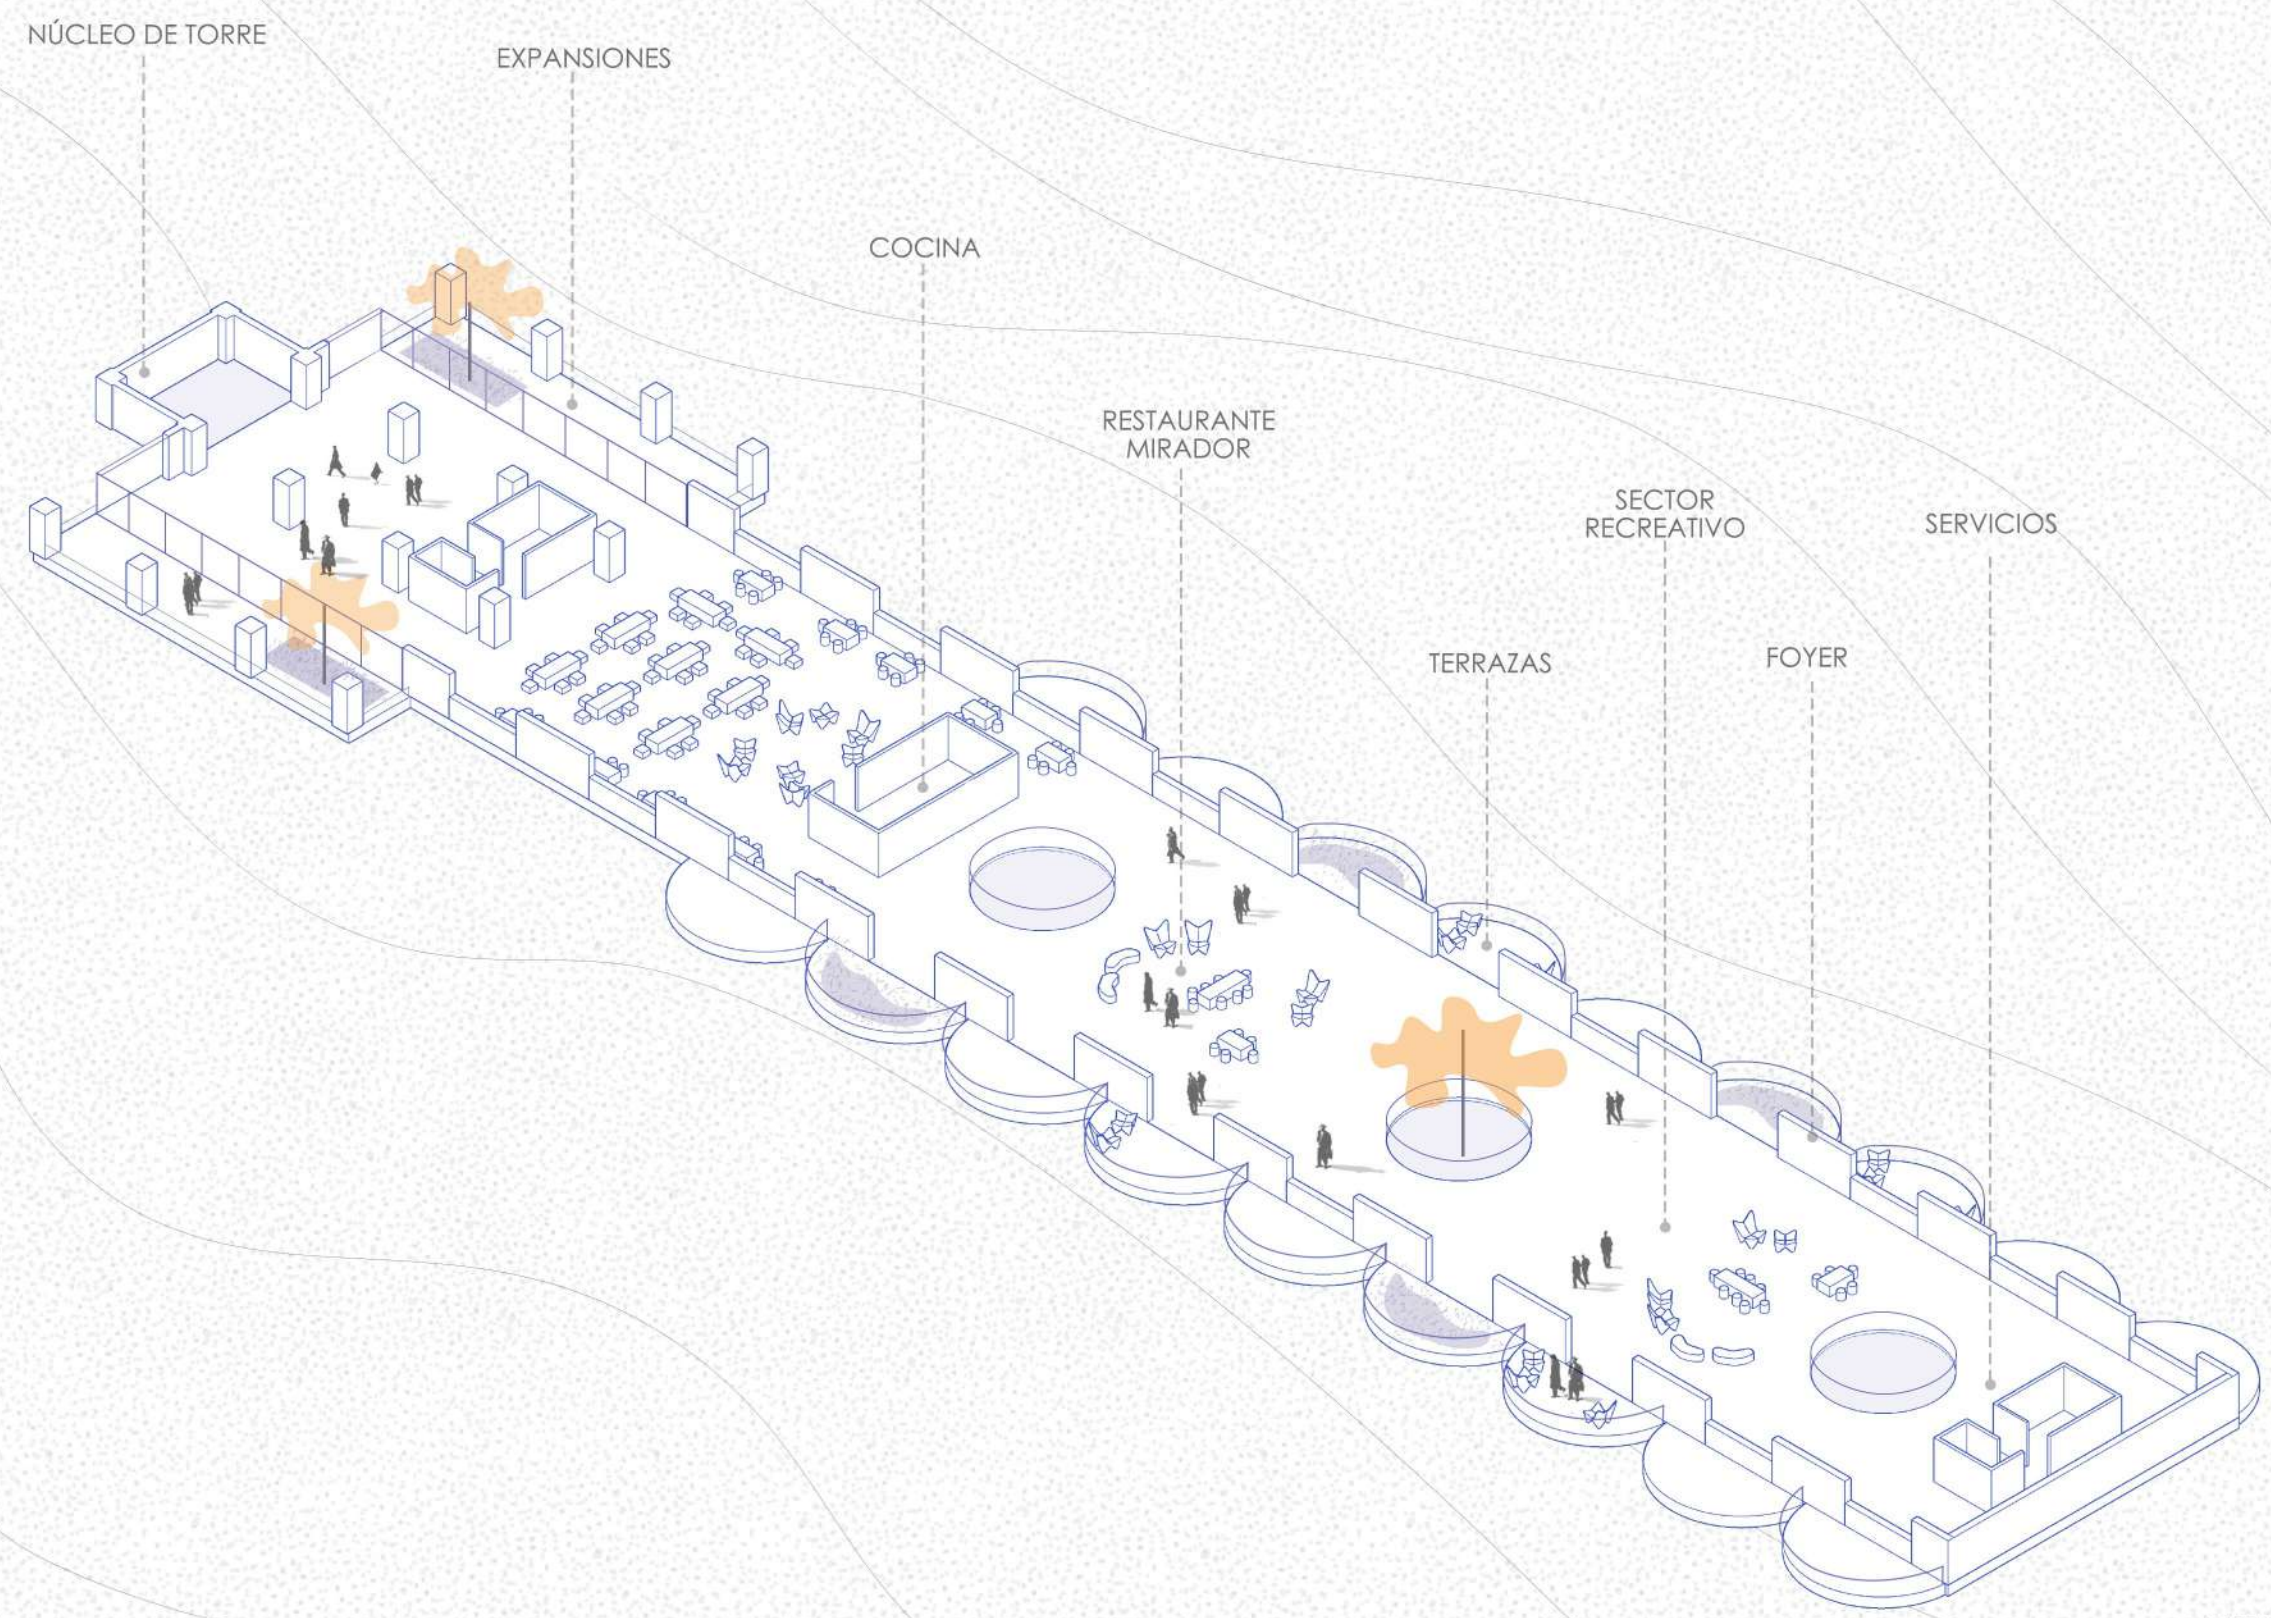 NÚCLEO DE TORRE
EXPANSIONES
COCINA
RESTAURANTE
MIRADOR
SECTOR
RECREATIVO
SERVICIOS
TERRAZAS
FOYER